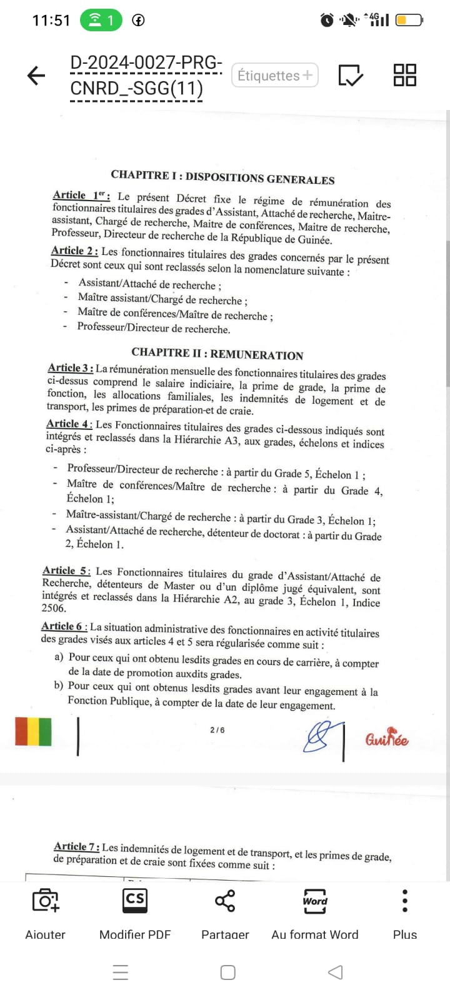 11:51
1
4G
D-2024-0027-PRG-
CNRD_-SGG(11)
Étiquettes+
CHAPITRE I : DISPOSITIONS GENERALES
Article 1er : Le présent Décret fixe le régime de rémunération des
fonctionnaires titulaires des grades d'Assistant, Attaché de recherche, Maitre-
assistant, Chargé de recherche, Maitre de conférences, Maitre de recherche,
Professeur, Directeur de recherche de la République de Guinée.
Article 2 : Les fonctionnaires titulaires des grades concernés par le présent
Décret sont ceux qui sont reclassés selon la nomenclature suivante :
- Assistant/Attaché de recherche ;
- Maître assistant/Chargé de recherche ;
- Maître de conférences/Maître de recherche ;
- Professeur/Directeur de recherche.
CHAPITRE II : REMUNERATION
Article 3 : La rémunération mensuelle des fonctionnaires titulaires des grades
ci-dessus comprend le salaire indiciaire, la prime de grade, la prime de
fonction, les allocations familiales, les indemnités de logement et de
transport, les primes de préparation et de craie.
Article 4 : Les Fonctionnaires titulaires des grades ci-dessous indiqués sont
intégrés et reclassés dans la Hiérarchie A3, aux grades, échelons et indices
ci-après :
- Professeur/Directeur de recherche : à partir du Grade 5, Échelon 1 ;
- Maître de conférences/Maître de recherche : à partir du Grade 4,
Échelon 1;
- Maître-assistant/Chargé de recherche : à partir du Grade 3, Échelon 1;
- Assistant/Attaché de recherche, détenteur de doctorat : à partir du Grade
2, Échelon 1.
Article 5 : Les Fonctionnaires titulaires du grade d'Assistant/Attaché de
Recherche, détenteurs de Master ou d'un diplôme jugé équivalent, sont
intégrés et reclassés dans la Hiérarchie A2, au grade 3, Échelon 1, Indice
2506.
Article 6 : La situation administrative des fonctionnaires en activité titulaires
des grades visés aux articles 4 et 5 sera régularisée comme suit :
a) Pour ceux qui ont obtenu lesdits grades en cours de carrière, à compter
de la date de promotion auxdits grades.
b) Pour ceux qui ont obtenus lesdits grades avant leur engagement à la
Fonction Publique, à compter de la date de leur engagement.
2 / 6
Guinée
Article 7 : Les indemnités de logement et de transport, et les primes de grade,
de préparation et de craie sont fixées comme suit :
CS
Word
Ajouter
Modifier PDF
Partager
Au format Word
Plus